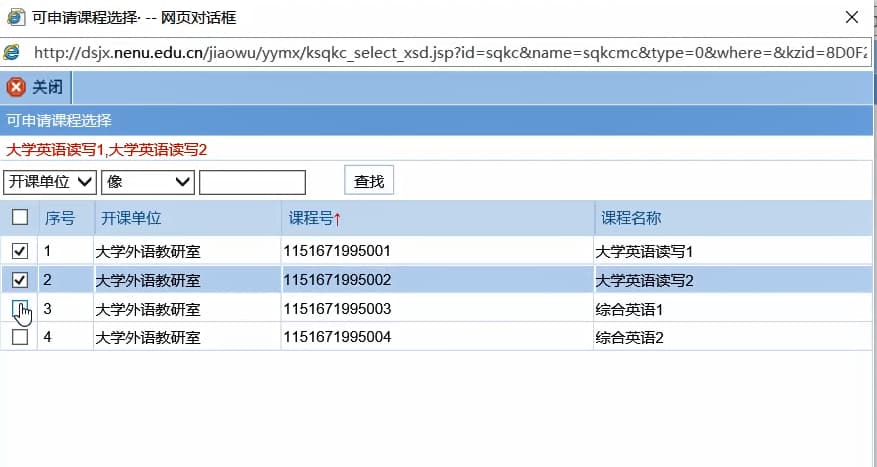 可申请课程选择· -- 网页对话框
http://dsjx.nenu.edu.cn/jiaowu/yymx/ksqkc_select_xsd.jsp?id=sqkc&name=sqkcmc&type=0&where=&kzid=8D0F
关闭
可申请课程选择
大学英语读写1,大学英语读写2
开课单位 像 查找
序号 开课单位 课程号↑ 课程名称
1 大学外语教研室 1151671995001 大学英语读写1
2 大学外语教研室 1151671995002 大学英语读写2
3 大学外语教研室 1151671995003 综合英语1
4 大学外语教研室 1151671995004 综合英语2